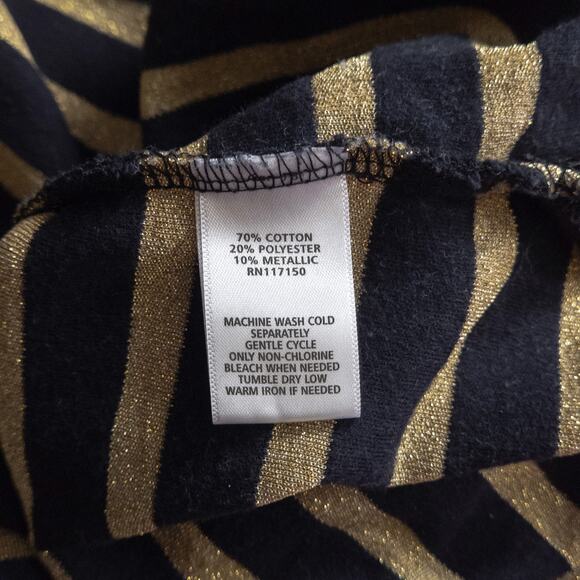 70% COTTON
20% POLYESTER
10% METALLIC
RN117150
MACHINE WASH COLD
SEPARATELY
GENTLE CYCLE
ONLY NON-CHLORINE
BLEACH WHEN NEEDED
TUMBLE DRY LOW
WARM IRON IF NEEDED